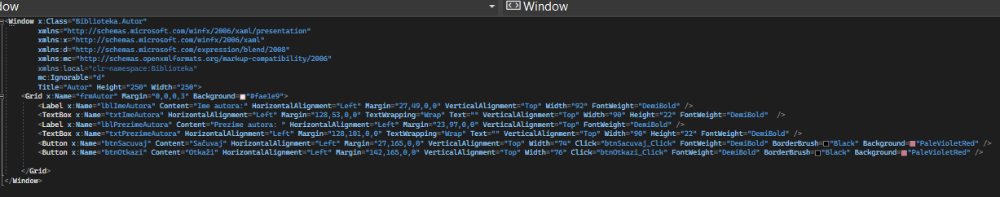 dow
Window
<Window x:Class="Biblioteka.Autor"
xmlns="http://schemas.microsoft.com/winfx/2006/xaml/presentation"
xmlns:x="http://schemas.microsoft.com/winfx/2006/xaml"
xmlns:d="http://schemas.microsoft.com/expression/blend/2008"
xmlns:mc="http://schemas.openxmlformats.org/markup-compatibility/2006"
xmlns:local="clr-namespace:Biblioteka"
mc:Ignorable="d"
Title="Autor" Height="250" Width="250">
<Grid x:Name="frmAutor" Margin="0,0,0,3" Background="#fae1e9">
<Label x:Name="lblImeAutora" Content="Ime autora:" HorizontalAlignment="Left" Margin="27,49,0,0" VerticalAlignment="Top" Width="92" FontWeight="DemiBold" />
<TextBox x:Name="txtImeAutora" HorizontalAlignment="Left" Margin="128,53,0,0" TextWrapping="Wrap" Text="" VerticalAlignment="Top" Width="90" Height="22" FontWeight="DemiBold" />
<Label x:Name="lblPrezimeAutora" Content="Prezime autora: " HorizontalAlignment="Left" Margin="23,97,0,0" VerticalAlignment="Top" FontWeight="DemiBold" />
<TextBox x:Name="txtPrezimeAutora" HorizontalAlignment="Left" Margin="128,101,0,0" TextWrapping="Wrap" Text="" VerticalAlignment="Top" Width="90" Height="22" FontWeight="DemiBold" />
<Button x:Name="btnSacuvaj" Content="Sačuvaj" HorizontalAlignment="Left" Margin="27,165,0,0" VerticalAlignment="Top" Width="74" Click="btnSacuvaj_Click" FontWeight="DemiBold" BorderBrush="Black" Background="PaleVioletRed" />
<Button x:Name="btnOtkazi" Content="Otkaži" HorizontalAlignment="Left" Margin="142,165,0,0" VerticalAlignment="Top" Width="76" Click="btnOtkazi_Click" FontWeight="DemiBold" BorderBrush="Black" Background="PaleVioletRed" />
</Grid>
</Window>